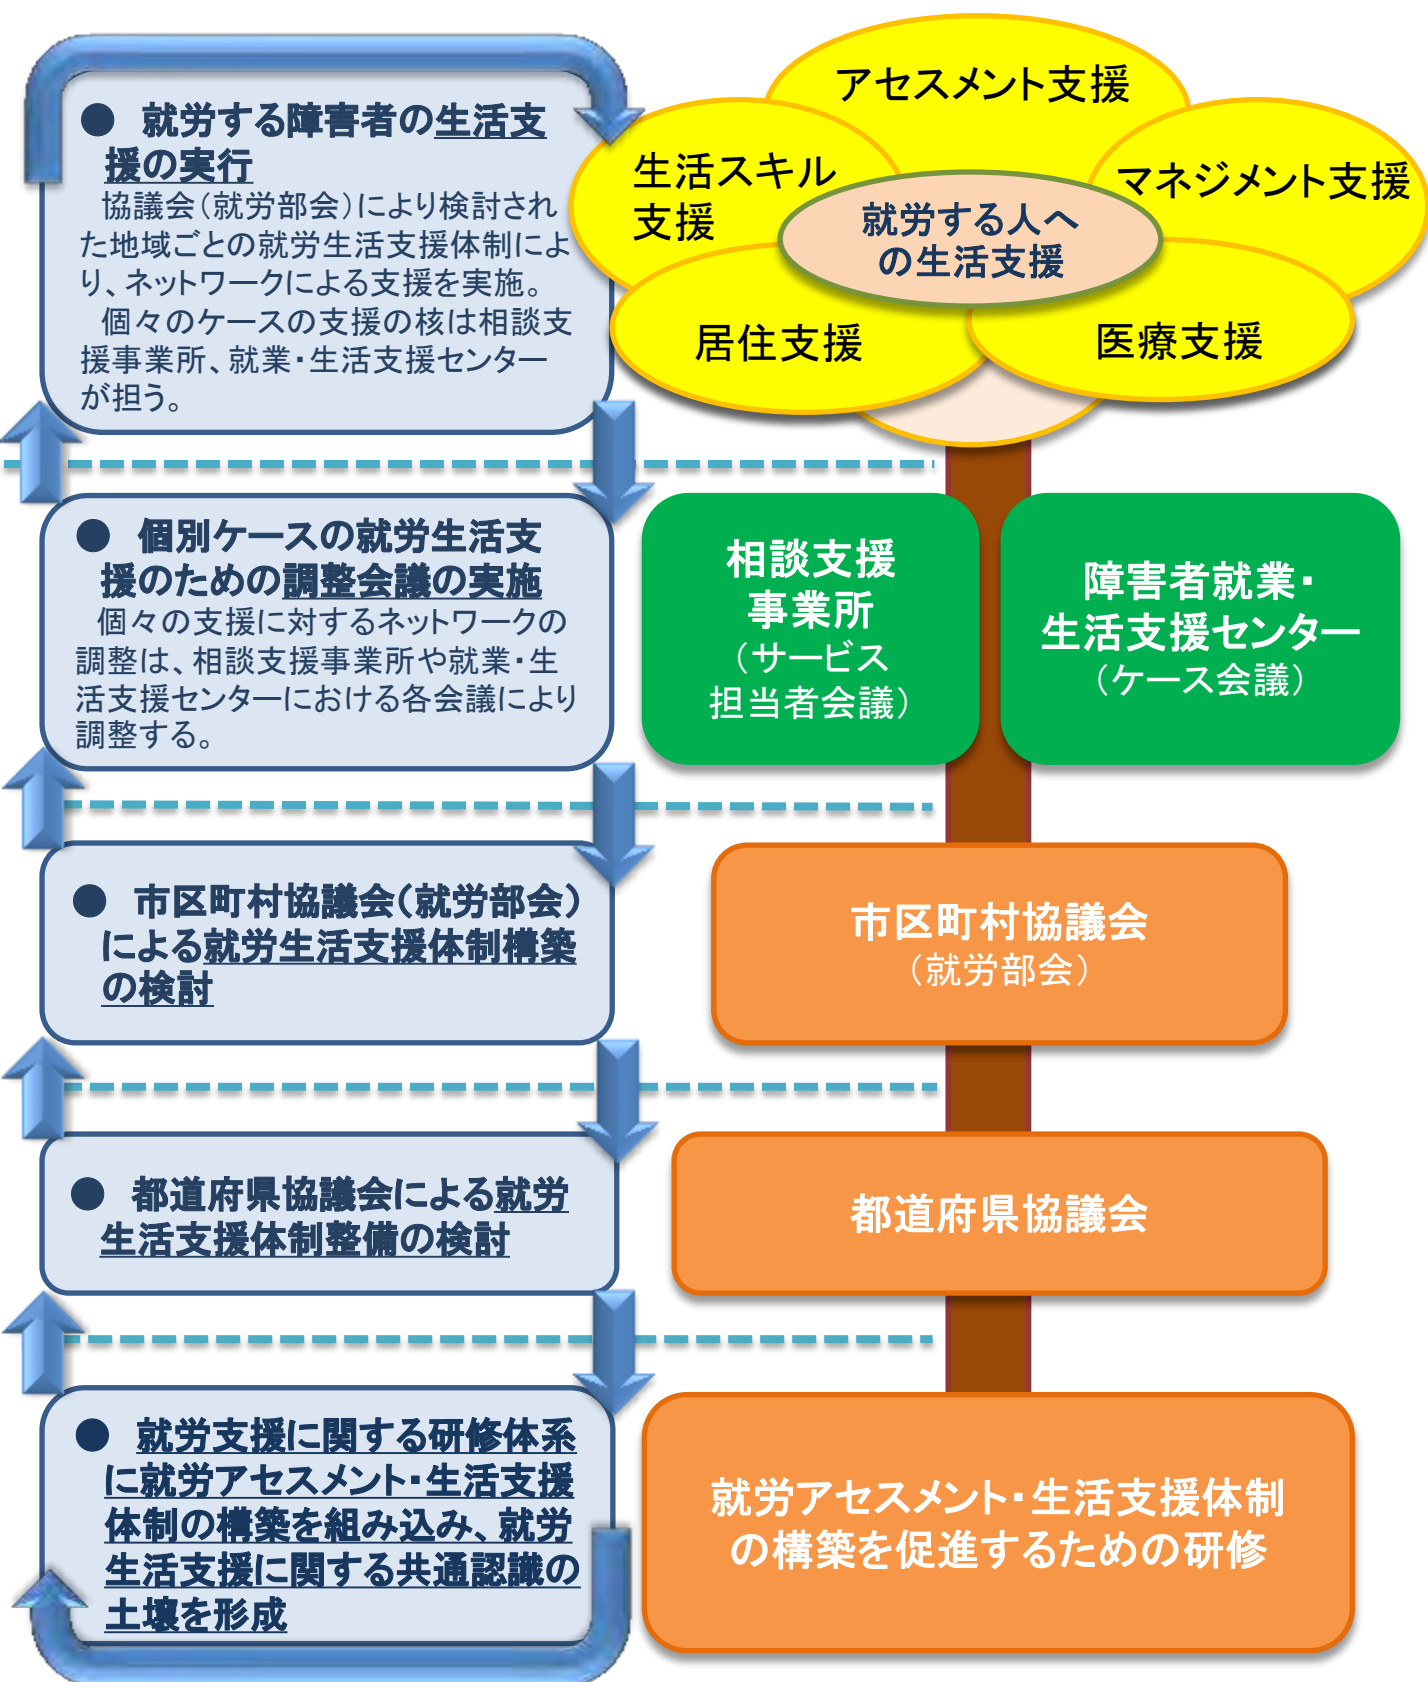 ● 就労する障害者の生活支
援の実行
協議会(就労部会)により検討され
た地域ごとの就労生活支援体制によ
り、ネットワークによる支援を実施。
個々のケースの支援の核は相談支
援事業所、就業・生活支援センター
が担う。
アセスメント支援
生活スキル
支援
マネジメント支援
就労する人へ
の生活支援
居住支援
医療支援
● 個別ケースの就労生活支
援のための調整会議の実施
個々の支援に対するネットワークの
調整は、相談支援事業所や就業・生
活支援センターにおける各会議により
調整する。
相談支援
事業所
(サービス
担当者会議)
障害者就業・
生活支援センター
(ケース会議)
● 市区町村協議会(就労部会)
による就労生活支援体制構築
の検討
市区町村協議会
(就労部会)
● 都道府県協議会による就労
生活支援体制整備の検討
都道府県協議会
● 就労支援に関する研修体系
に就労アセスメント・生活支援
体制の構築を組み込み、就労
生活支援に関する共通認識の
土壌を形成
就労アセスメント・生活支援体制
の構築を促進するための研修